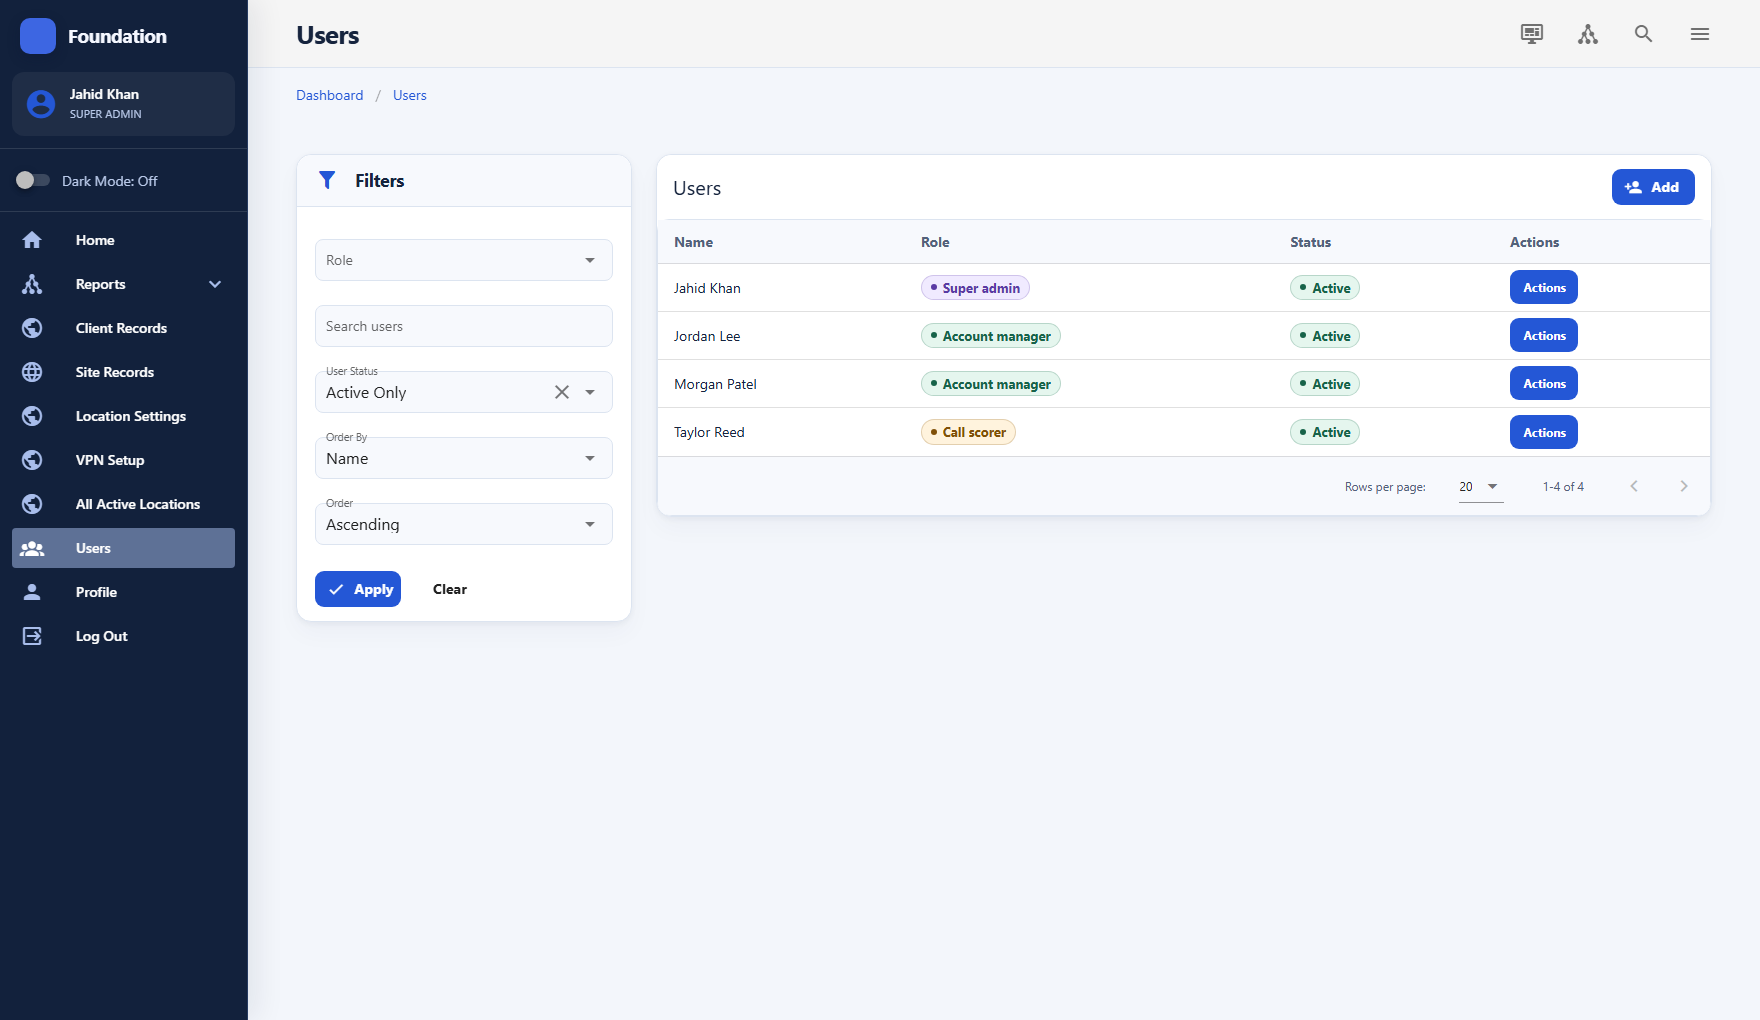 Foundation
Jahid Khan
SUPER ADMIN
Dark Mode: Off
Home
Reports
Client Records
Site Records
Location Settings
VPN Setup
All Active Locations
Users
Profile
Log Out
Users
Dashboard / Users
Filters
Role
Search users
User Status
Active Only
Order By
Name
Order
Ascending
Apply Clear
Users Add
Name Role Status Actions
Jahid Khan Super admin Active Actions
Jordan Lee Account manager Active Actions
Morgan Patel Account manager Active Actions
Taylor Reed Call scorer Active Actions
Rows per page: 20 1-4 of 4